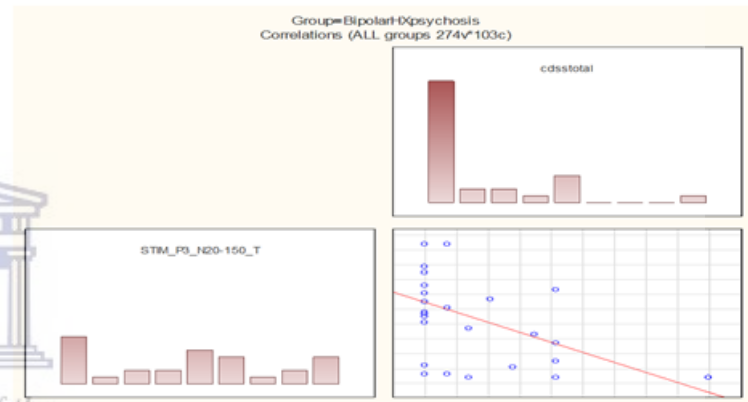 Group=BipolarHXpsychosis
Correlations (ALL groups 274v*103c)
cdsstotal
STIM_P3_N20-150_T